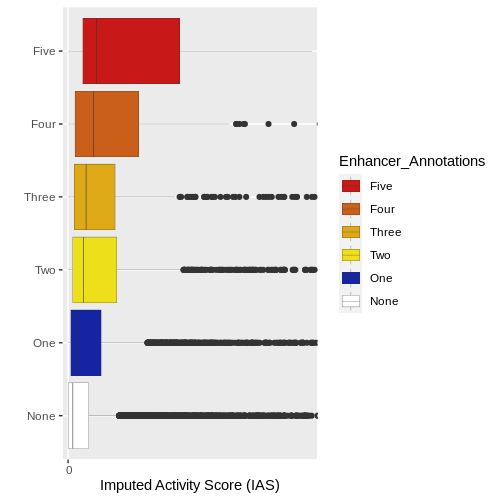 Five
Four
Three
Two
One
None
0
Imputed Activity Score (IAS)
Enhancer_Annotations
Five
Four
Three
Two
One
None